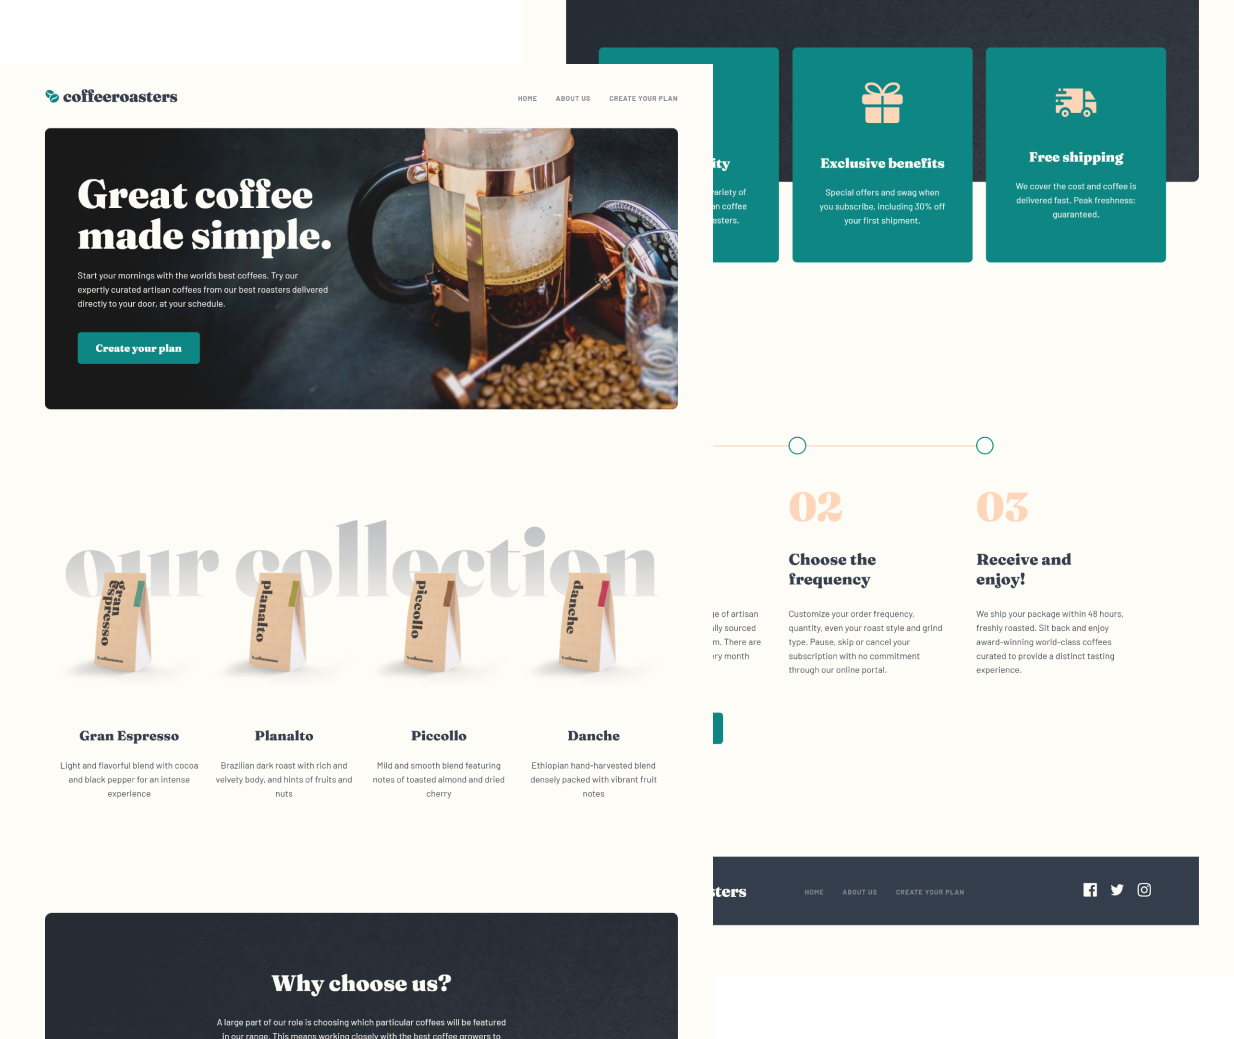 coffeeroasters
HOME
ABOUT US
CREATE YOUR PLAN
Great coffee
made simple.
Start your mornings with the world's best coffees. Try our
expertly curated artisan coffees from our best roasters delivered
directly to your door, at your schedule.
Create your plan
our collection
gran
espresso
planalto
piccollo
danche
Gran Espresso
Light and flavorful blend with cocoa
and black pepper for an intense
experience
Planalto
Brazilian dark roast with rich and
velvety body, and hints of fruits and
nuts
Piccollo
Mild and smooth blend featuring
notes of toasted almond and dried
cherry
Danche
Ethiopian hand-harvested blend
densely packed with vibrant fruit
notes
Why choose us?
A large part of our role is choosing which particular coffees will be featured
in our range. This means working closely with the best coffee growers to
ity
variety of
an coffee
asters.
Exclusive benefits
Special offers and swag when
you subscribe, including 30% off
your first shipment.
Free shipping
We cover the cost and coffee is
delivered fast. Peak freshness:
guaranteed.
ge of artisan
lly sourced
m. There are
ery month
02
Choose the
frequency
Customize your order frequency,
quantity, even your roast style and grind
type. Pause, skip or cancel your
subscription with no commitment
through our online portal.
03
Receive and
enjoy!
We ship your package within 48 hours,
freshly roasted. Sit back and enjoy
award-winning world-class coffees
curated to provide a distinct tasting
experience.
sters
HOME
ABOUT US
CREATE YOUR PLAN